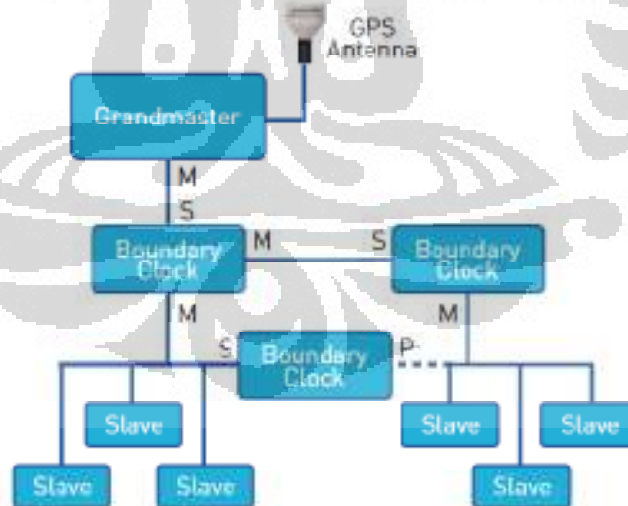 GPS
Antenna
Grandmaster
M
S
Boundary
Clock
M
S
Boundary
Clock
M
M
S
Boundary
Clock
P
Slave
Slave
Slave
Slave
Slave
Slave